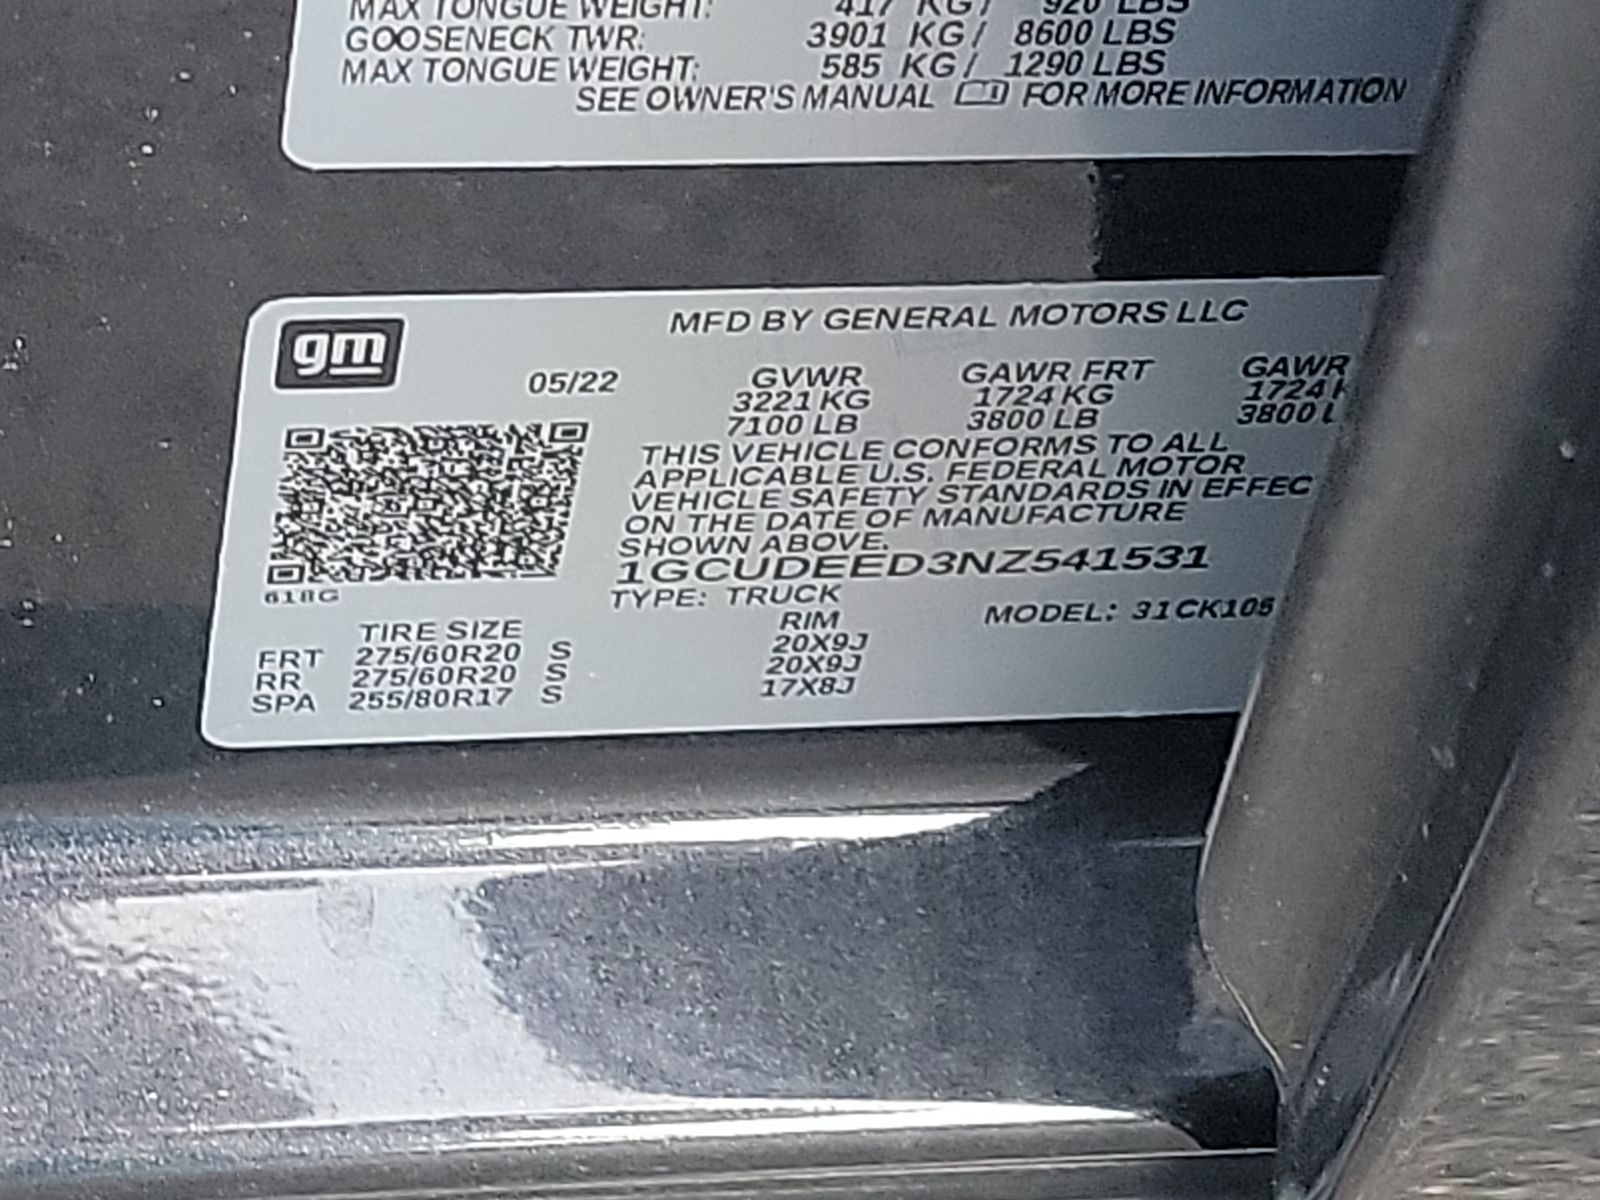 MAX TONGUE WEIGHT: 417 KG/ 920 LBS
GOOSENECK TWR: 3901 KG/ 8600 LBS
MAX TONGUE WEIGHT: 585 KG/ 1290 LBS
SEE OWNER'S MANUAL FOR MORE INFORMATION
gm
MFD BY GENERAL MOTORS LLC
05/22 GVWR GAWR FRT GAWR
3221 KG 1724 KG 1724 K
7100 LB 3800 LB 3800 L
THIS VEHICLE CONFORMS TO ALL
APPLICABLE U.S. FEDERAL MOTOR
VEHICLE SAFETY STANDARDS IN EFFEC
ON THE DATE OF MANUFACTURE
SHOWN ABOVE.
1GCUDEED3NZ541531
618G
TYPE: TRUCK MODEL: 31CK105
TIRE SIZE RIM
FRT 275/60R20 S 20X9J
RR 275/60R20 S 20X9J
SPA 255/80R17 S 17X8J